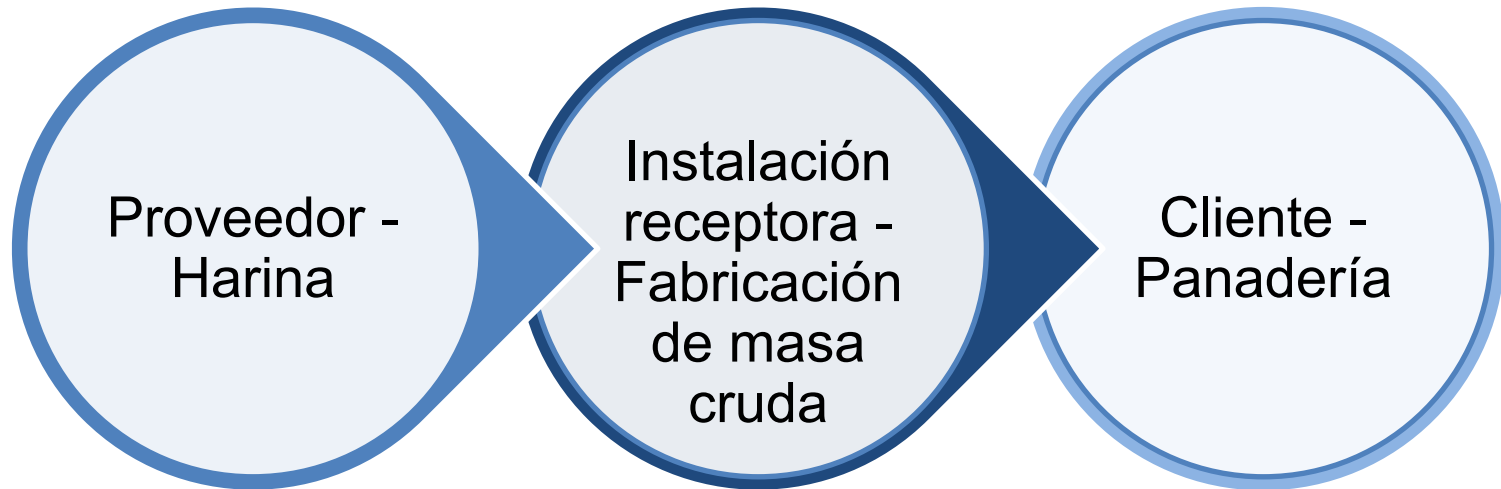 Proveedor -
Harina
Instalación
receptora -
Fabricación
de masa
cruda
Cliente -
Panadería